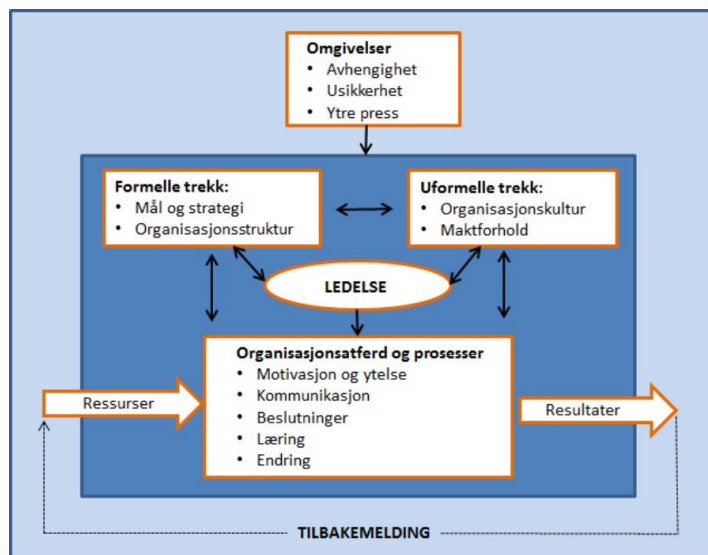 Omgivelser
• Avhengighet
• Usikkerhet
• Ytre press
Formelle trekk:
• Mål og strategi
• Organisasjonsstruktur
Uformelle trekk:
• Organisasjonskultur
• Maktforhold
LEDELSE
Organisasjonsatferd og prosesser
• Motivasjon og ytelse
• Kommunikasjon
• Beslutninger
• Læring
• Endring
Ressurser
Resultater
TILBAKEMELDING